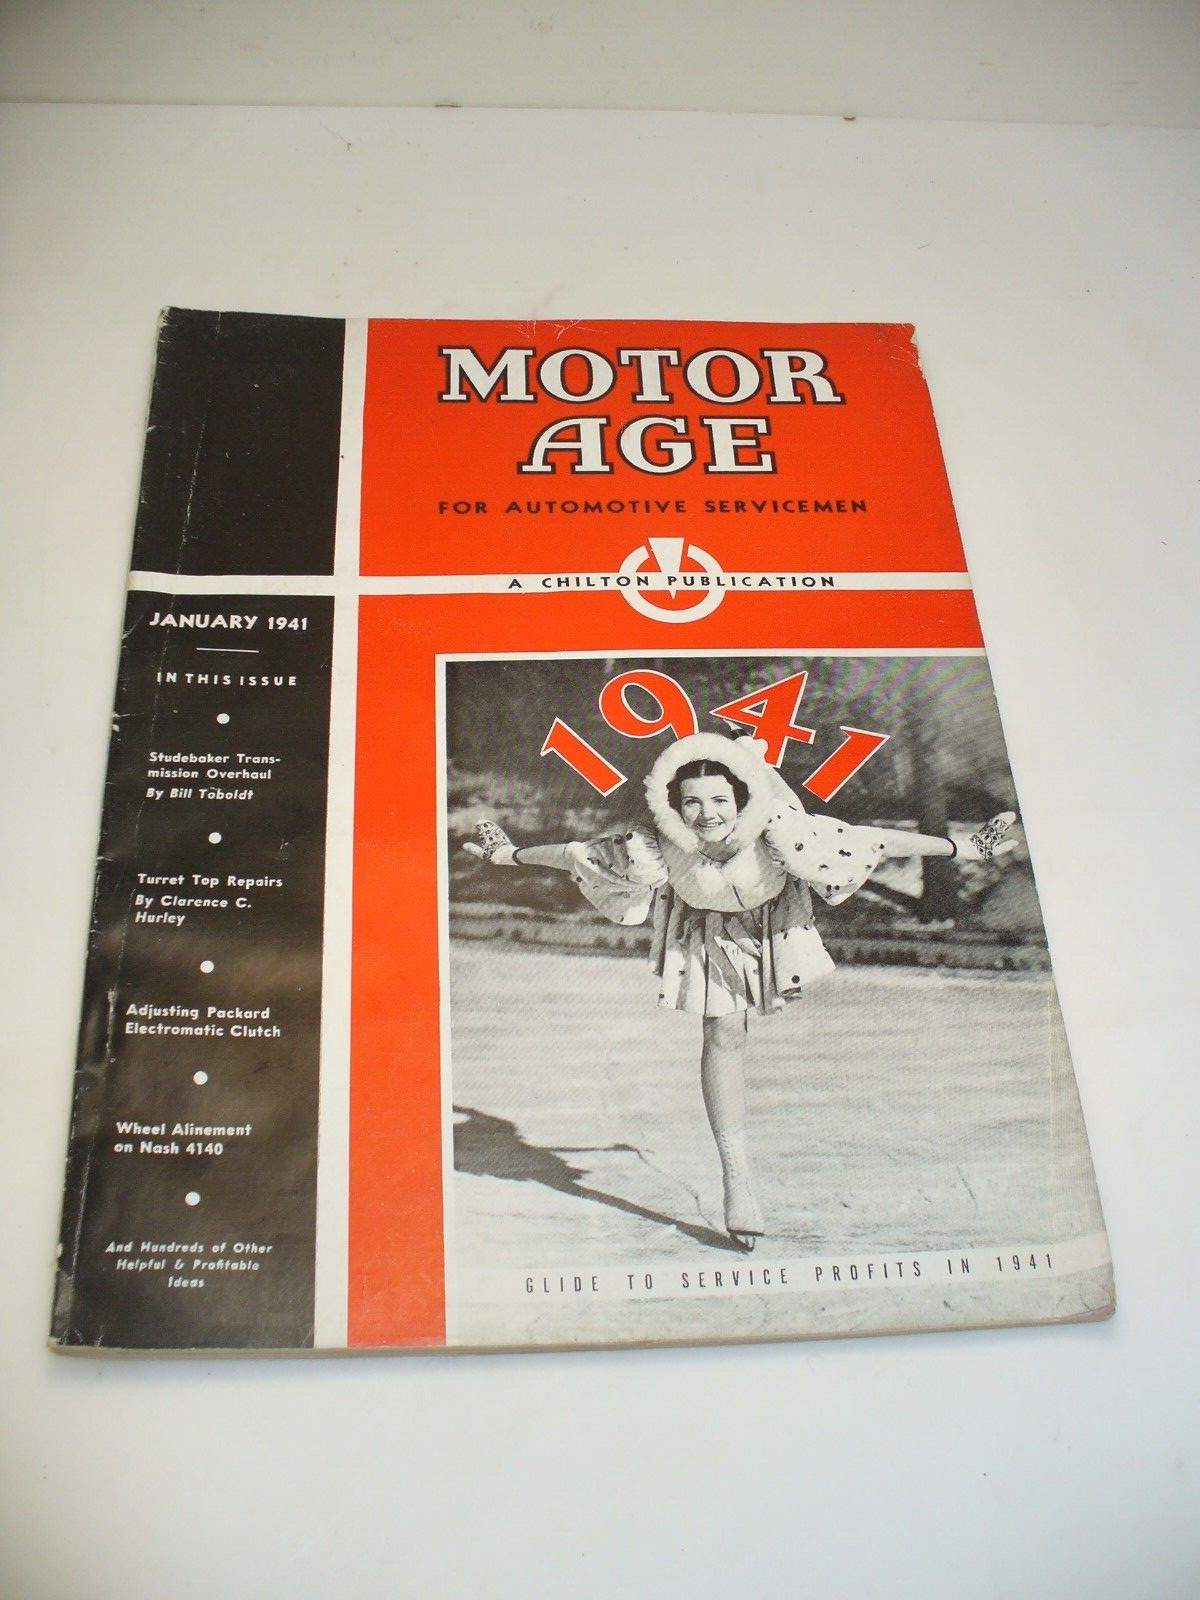 MOTOR
AGE
FOR AUTOMOTIVE SERVICEMEN
A CHILTON PUBLICATION
JANUARY 1941
IN THIS ISSUE
Studebaker Trans-
mission Overhaul
By Bill Toboldt
Turret Top Repairs
By Clarence C.
Hurley
Adjusting Packard
Electromatic Clutch
Wheel Alinement
on Nash 4140
And Hundreds of Other
Helpful & Profitable
Ideas
1941
GLIDE TO SERVICE PROFITS IN 1941